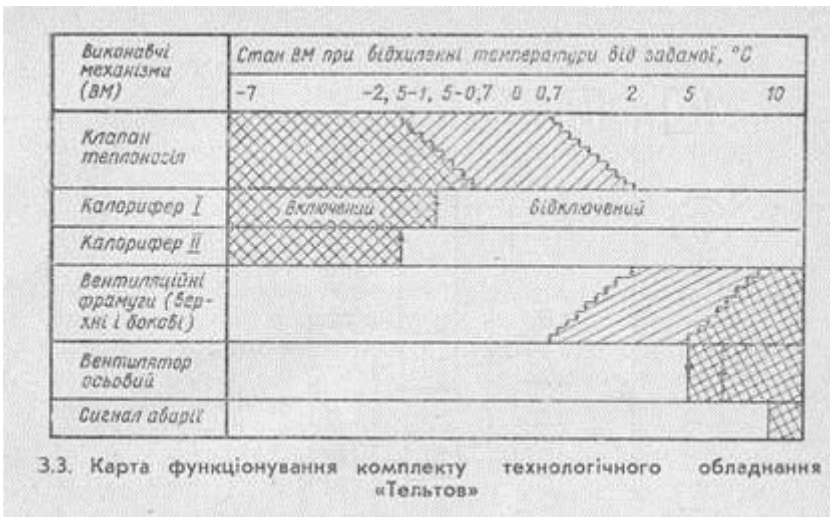 Виконавчі
механізми
(ВМ)
Стан ВМ при відхиленні температури від заданої, °С
-7 -2, 5-1, 5-0,7 0 0,7 2 5 10
Клапан
теплоносія
Калорифер I
Включений
Відключений
Калорифер II
Вентиляційні
фрамуги (вер-
хні і бокові)
Вентилятор
осьовий
Сигнал аварії
3.3. Карта функціонування комплекту технологічного обладнання
«Тельтов»